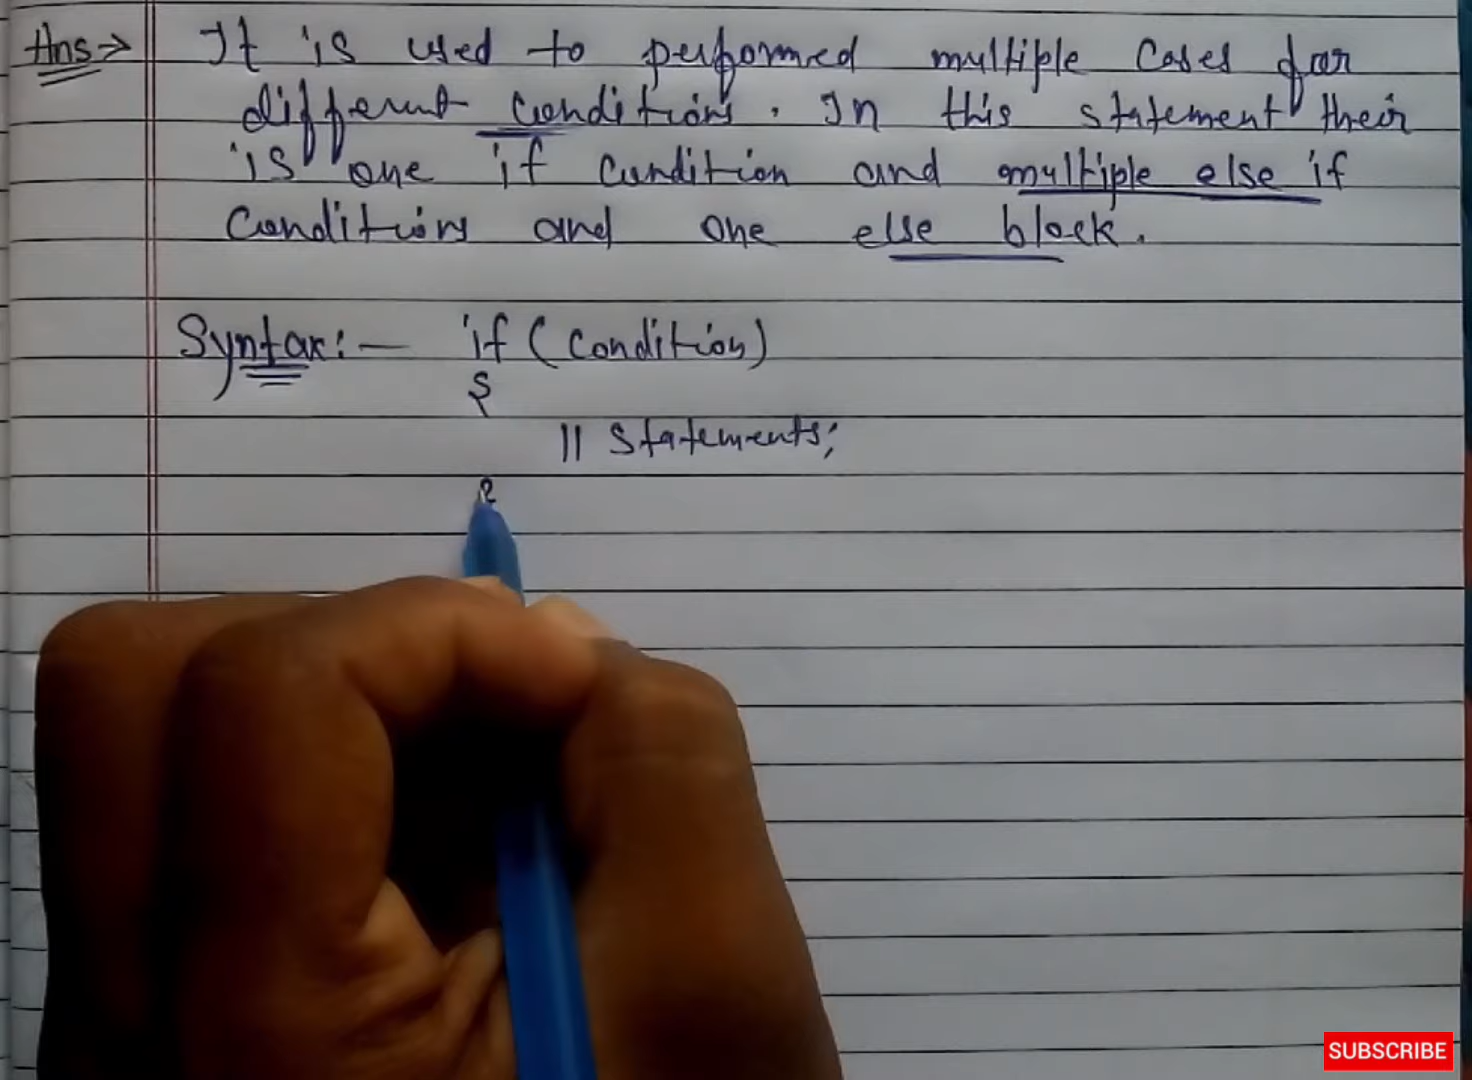 Ans⇒ It is used to performed multiple cases for
different conditions. In this statement their
is one if condition and multiple else if
conditions and one else block.
Syntax:— if (condition)
{
// statements;
}
SUBSCRIBE